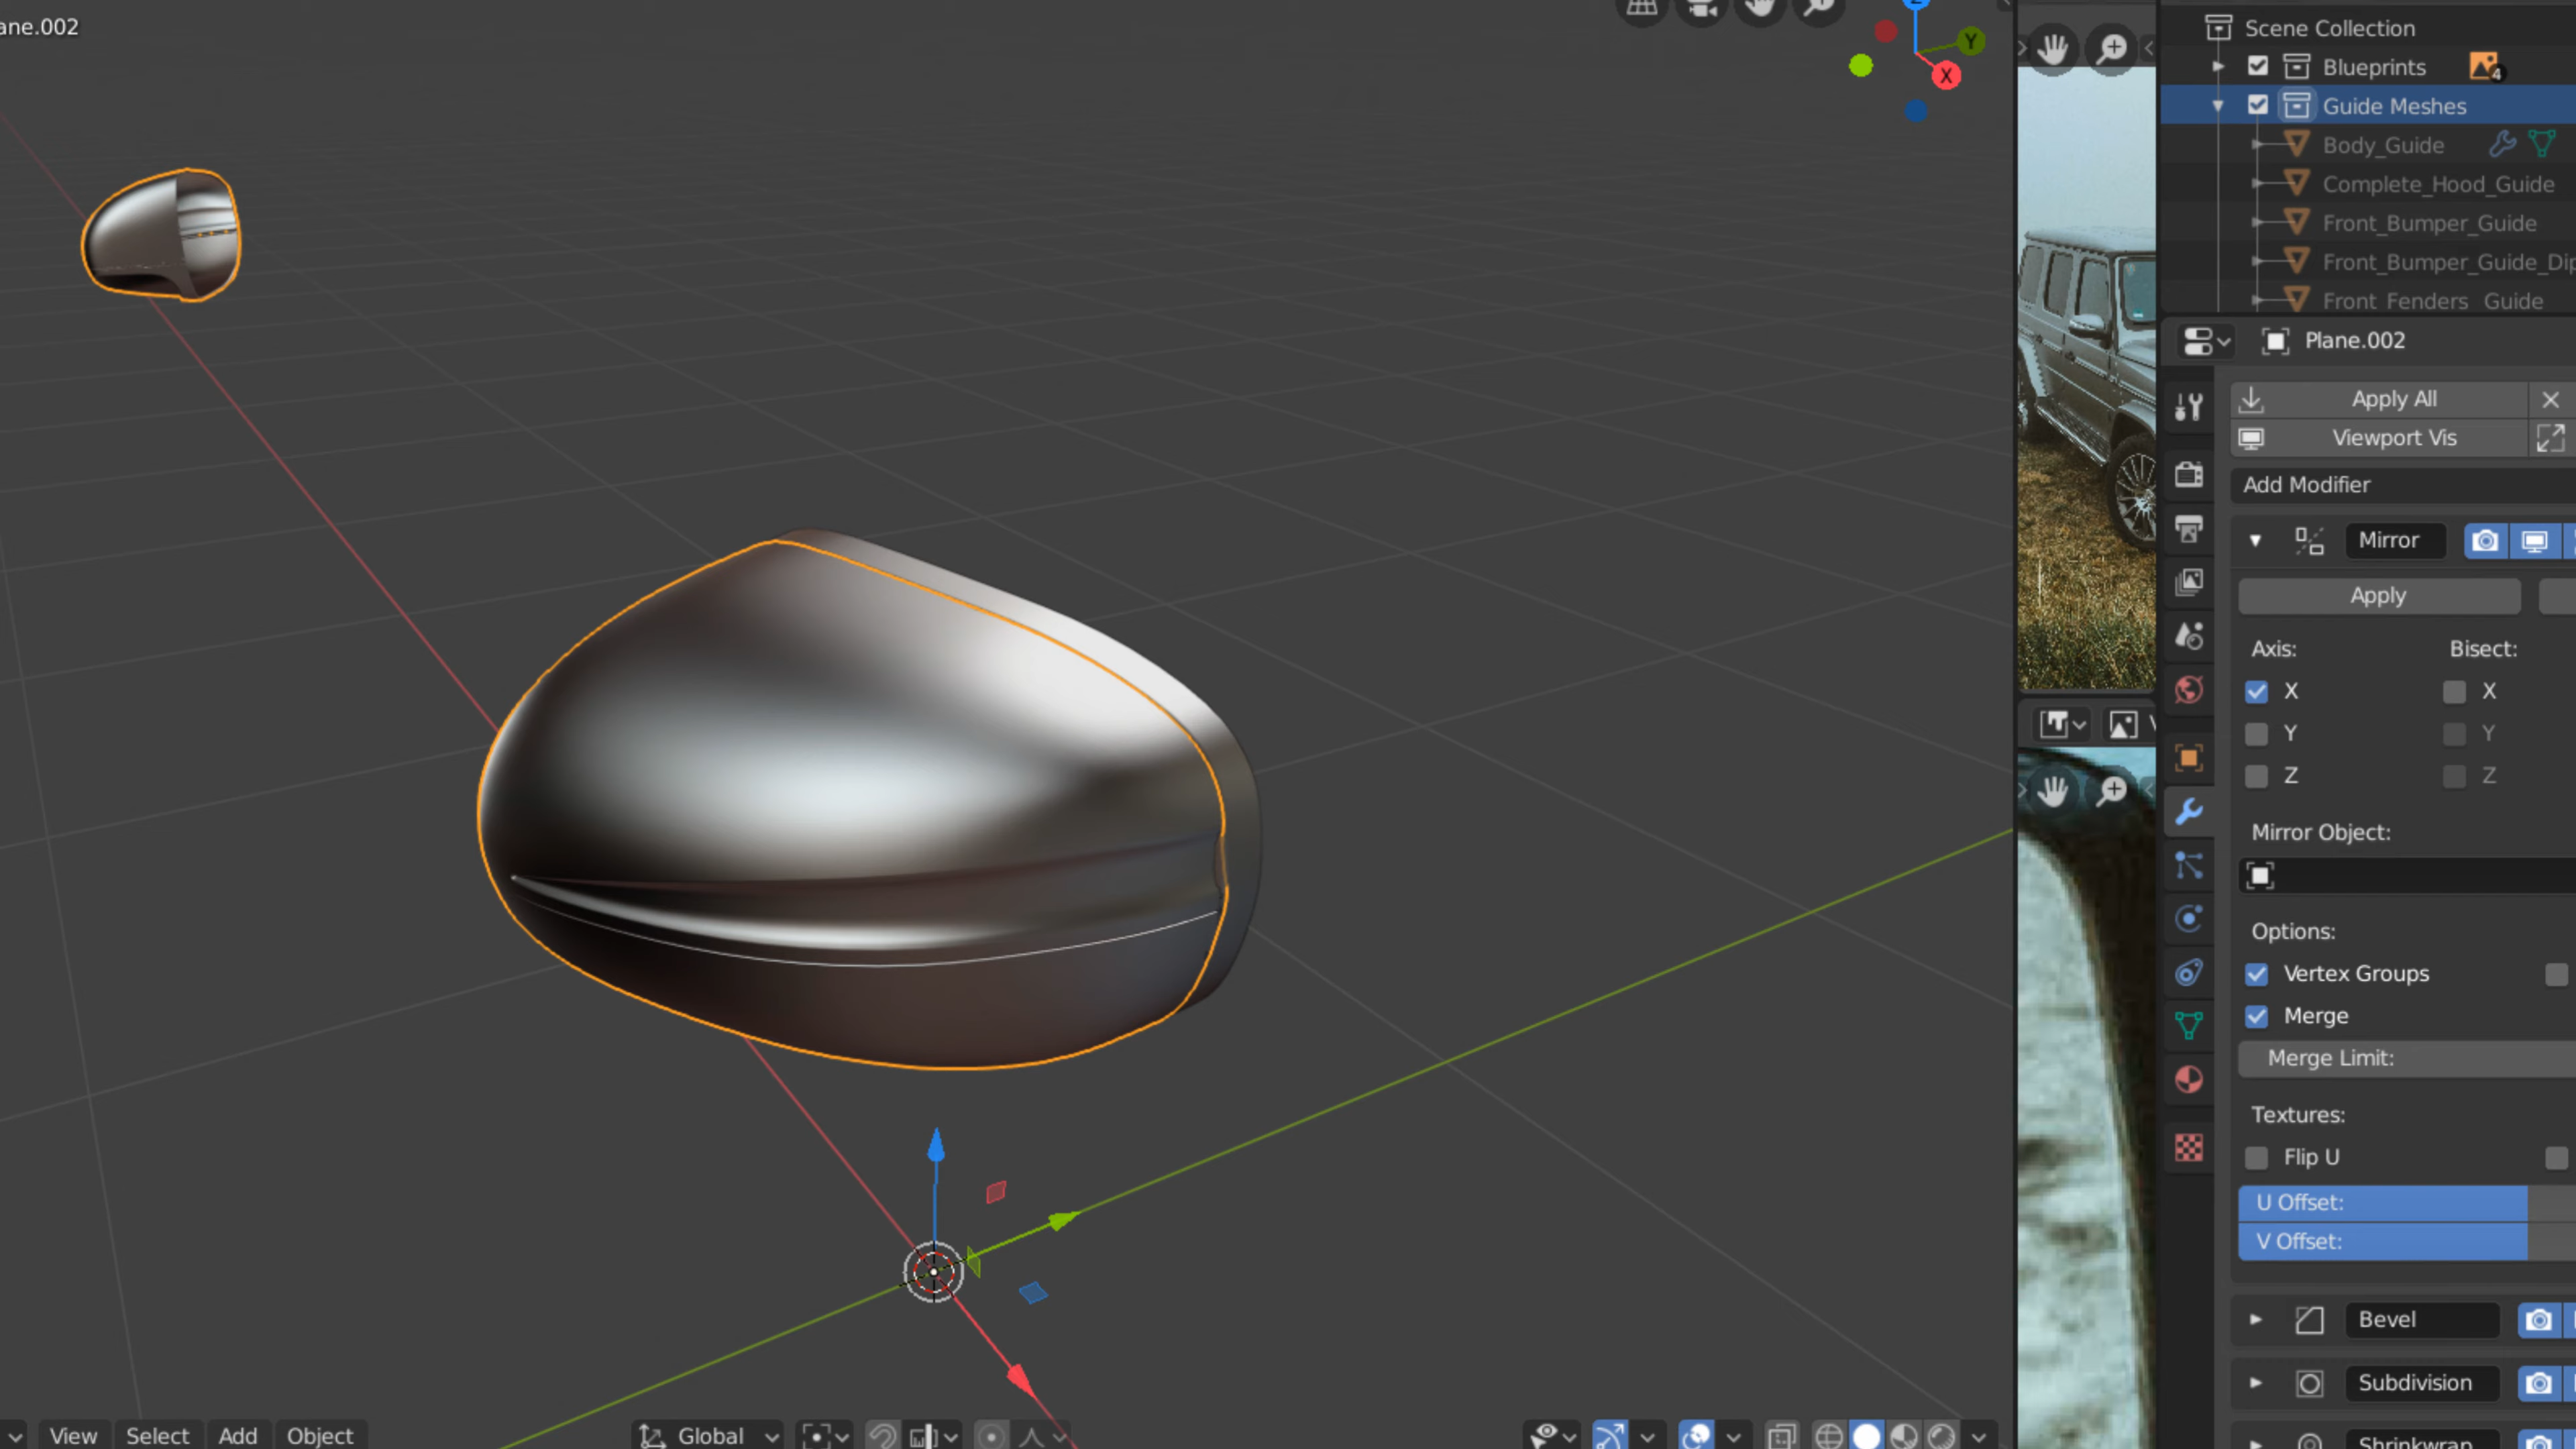 ane.002
Z
Y
X
Scene Collection
Blueprints
4
Guide Meshes
Body_Guide
Complete_Hood_Guide
Front_Bumper_Guide
Front_Bumper_Guide_Dip
Front_Fenders_Guide
Plane.002
Apply All
Viewport Vis
Add Modifier
Mirror
Apply
Axis: Bisect:
X X
Y Y
Z Z
Mirror Object:
Options:
Vertex Groups
Merge
Merge Limit:
Textures:
Flip U
U Offset:
V Offset:
Bevel
Subdivision
Shrinkwrap
View Select Add Object Global